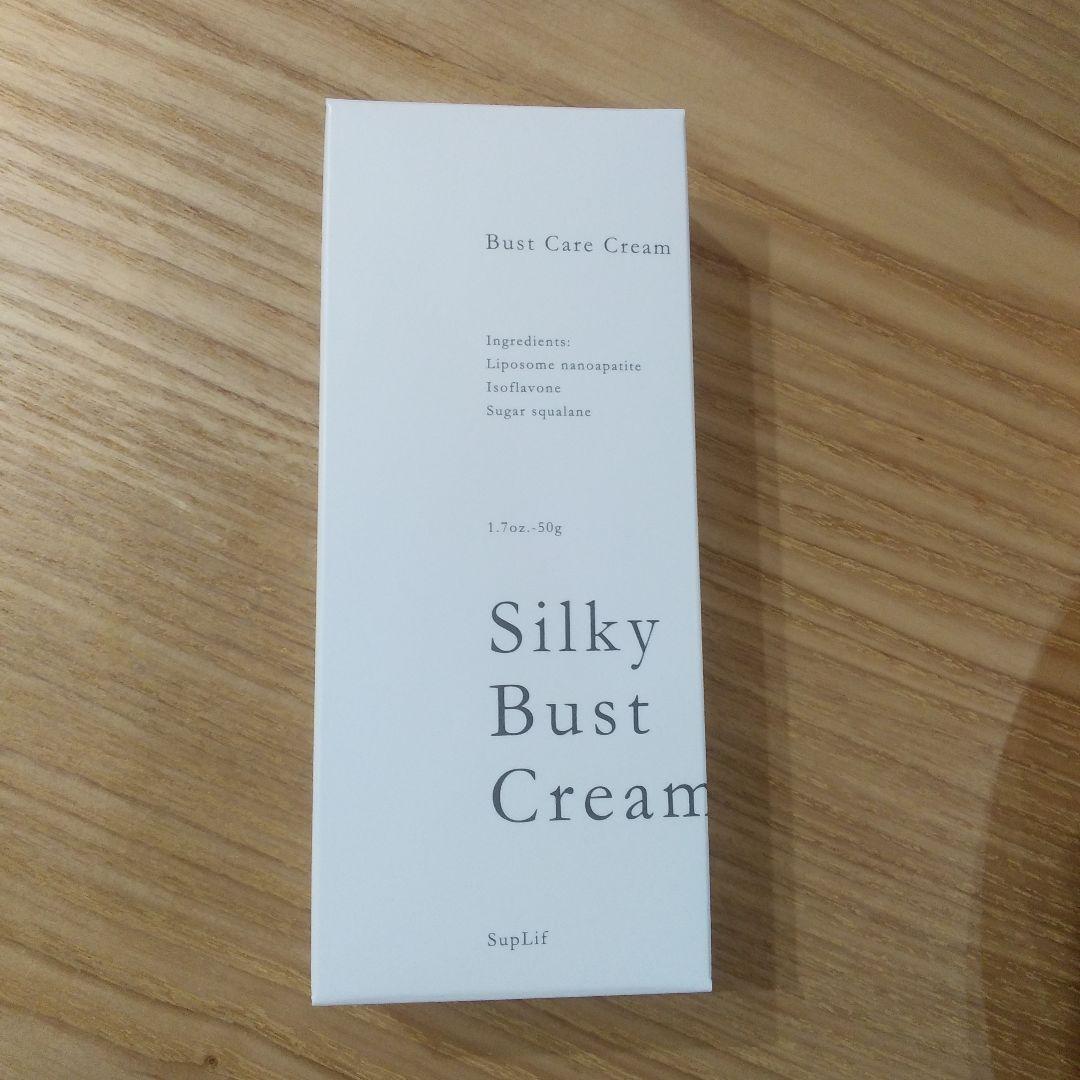 Bust Care Cream
Ingredients:
Liposome nanoapatite
Isoflavone
Sugar squalane
1.7oz.-50g
Silky
Bust
Cream
SupLif